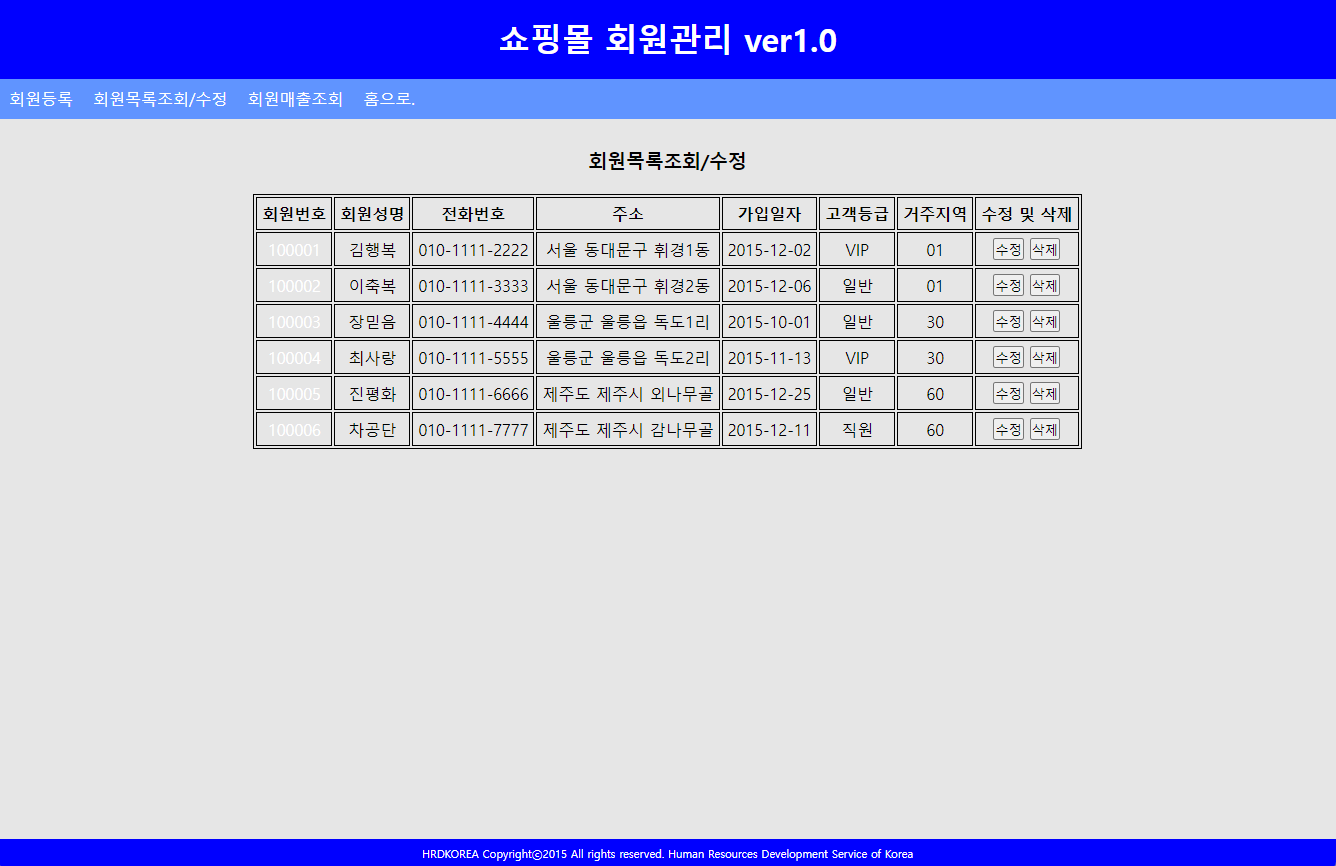 쇼핑몰 회원관리 ver1.0
회원등록 회원목록조회/수정 회원매출조회 홈으로.
회원목록조회/수정
회원번호 회원성명 전화번호 주소 가입일자 고객등급 거주지역 수정 및 삭제
100001 김행복 010-1111-2222 서울 동대문구 휘경1동 2015-12-02 VIP 01 수정 삭제
100002 이축복 010-1111-3333 서울 동대문구 휘경2동 2015-12-06 일반 01 수정 삭제
100003 장믿음 010-1111-4444 울릉군 울릉읍 독도1리 2015-10-01 일반 30 수정 삭제
100004 최사랑 010-1111-5555 울릉군 울릉읍 독도2리 2015-11-13 VIP 30 수정 삭제
100005 진평화 010-1111-6666 제주도 제주시 외나무골 2015-12-25 일반 60 수정 삭제
100006 차공단 010-1111-7777 제주도 제주시 감나무골 2015-12-11 직원 60 수정 삭제
HRDKOREA Copyright©2015 All rights reserved. Human Resources Development Service of Korea